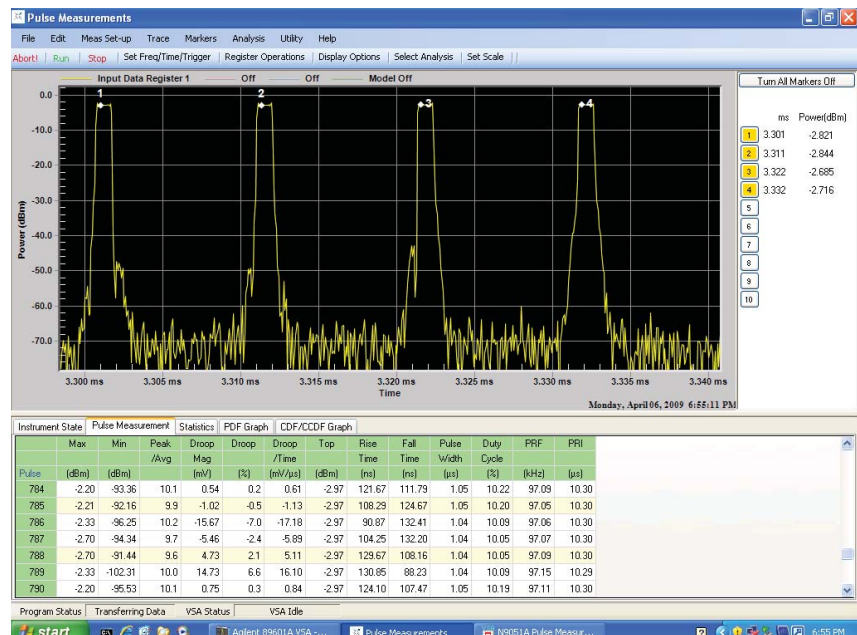 Pulse Measurements
File Edit Meas Set-up Trace Markers Analysis Utility Help
Abort! Run Stop Set Freq/Time/Trigger Register Operations Display Options Select Analysis Set Scale
Input Data Register 1 Off Off Model Off
Turn All Markers Off
ms Power(dBm)
1 3.301 -2.821
2 3.311 -2.844
3 3.322 -2.685
4 3.332 -2.716
5
6
7
8
9
10
Power (dBm)
0.0
-10.0
-20.0
-30.0
-40.0
-50.0
-60.0
-70.0
1 2 3 4
3.300 ms 3.305 ms 3.310 ms 3.315 ms 3.320 ms 3.325 ms 3.330 ms 3.335 ms 3.340 ms
Time
Monday, April 06, 2009 6:55:11 PM
Instrument State Pulse Measurement Statistics PDF Graph CDF/CCDF Graph
Max Min Peak Droop Droop Droop Top Rise Fall Pulse Duty PRF PRI
/Avg Mag /Time Time Time Width Cycle
Pulse (dBm) (dBm) (mV) (%) (mV/µs) (dBm) (ns) (ns) (µs) (%) (kHz) (µs)
784 -2.20 -93.36 10.1 0.54 0.2 0.61 -2.97 121.67 111.79 1.05 10.22 97.09 10.30
785 -2.21 -92.16 9.9 -1.02 -0.5 -1.13 -2.97 108.29 124.67 1.05 10.20 97.05 10.30
786 -2.33 -96.25 10.2 -15.67 -7.0 -17.18 -2.97 90.87 132.41 1.04 10.09 97.06 10.30
787 -2.70 -94.34 9.7 -5.46 -2.4 -5.89 -2.97 104.25 132.20 1.04 10.05 97.07 10.30
788 -2.70 -91.44 9.6 4.73 2.1 5.11 -2.97 129.67 108.16 1.04 10.05 97.09 10.30
789 -2.33 -102.31 10.0 14.73 6.6 16.10 -2.97 130.85 88.23 1.04 10.09 97.15 10.29
790 -2.20 -95.53 10.1 0.75 0.3 0.84 -2.97 124.10 107.47 1.05 10.19 97.11 10.30
Program Status Transferring Data VSA Status VSA Idle
start Agilent 89601A VSA -... Pulse Measurements N9051A Pulse Measur... 6:55 PM